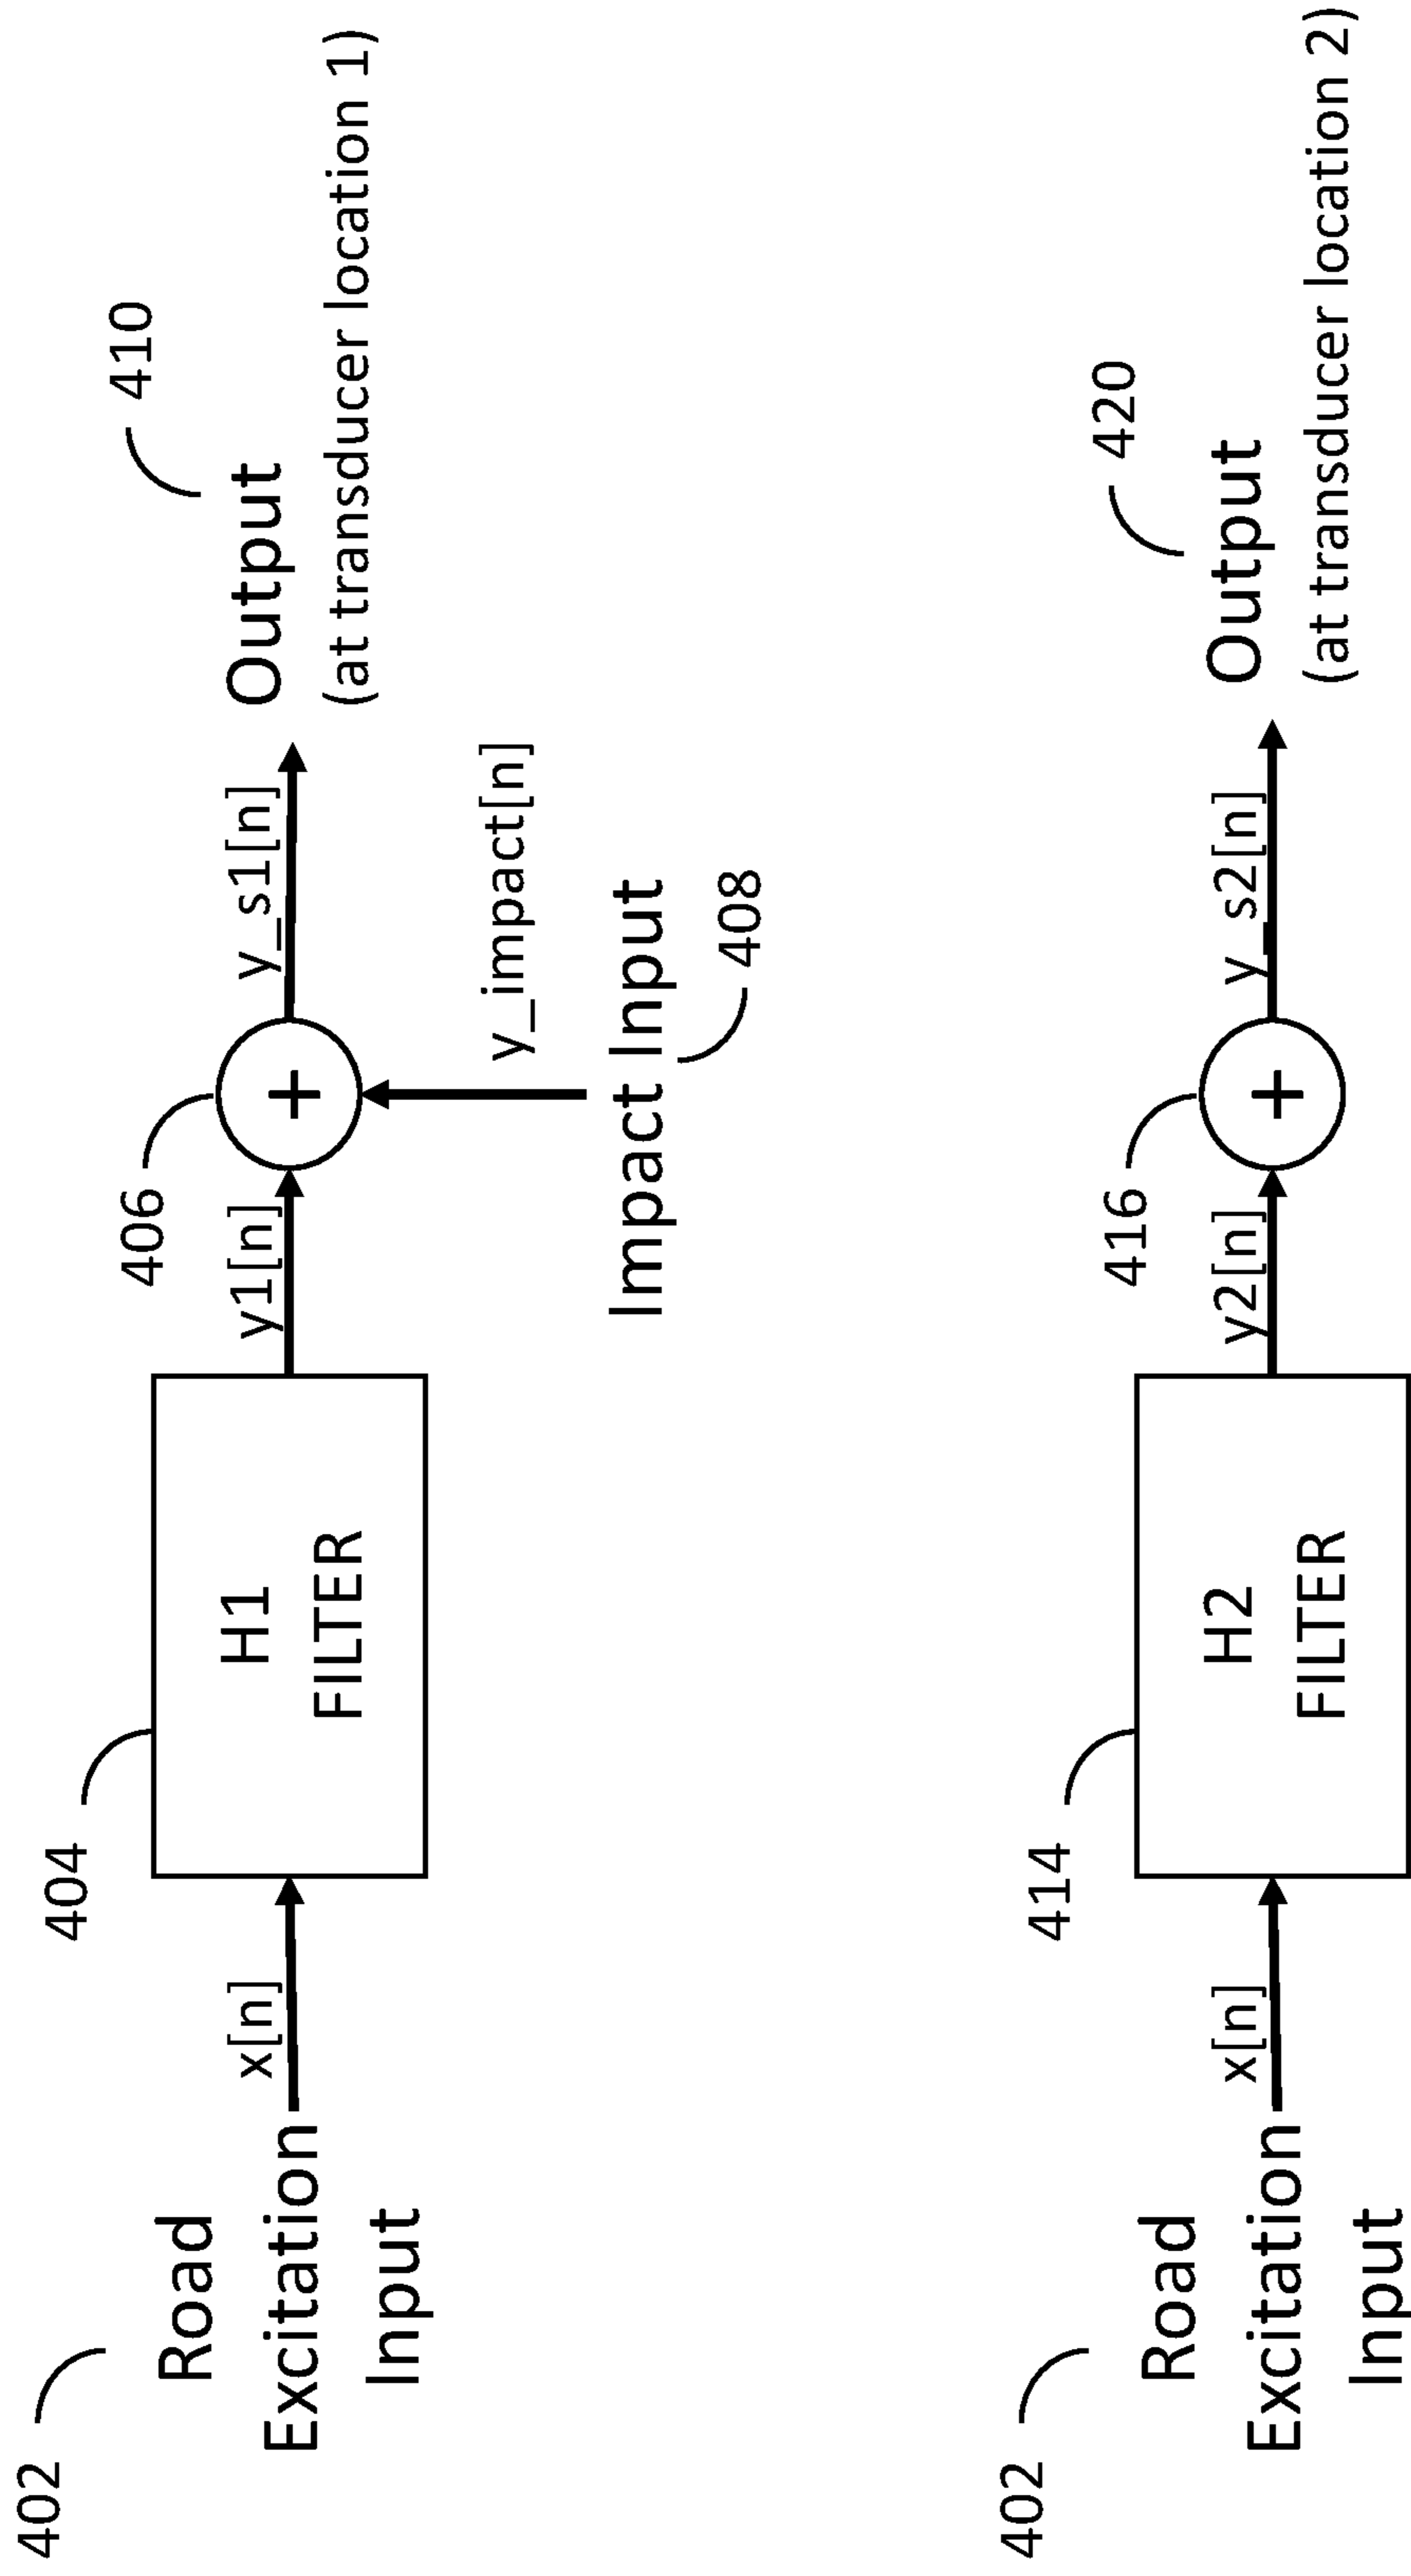 402
Road
Excitation
Input
x[n]
404
H1
FILTER
y1[n]
406
+
y_impact[n]
Impact Input
408
y_s1[n]
410
Output
(at transducer location 1)
402
Road
Excitation
Input
x[n]
414
H2
FILTER
y2[n]
416
+
y_s2[n]
420
Output
(at transducer location 2)